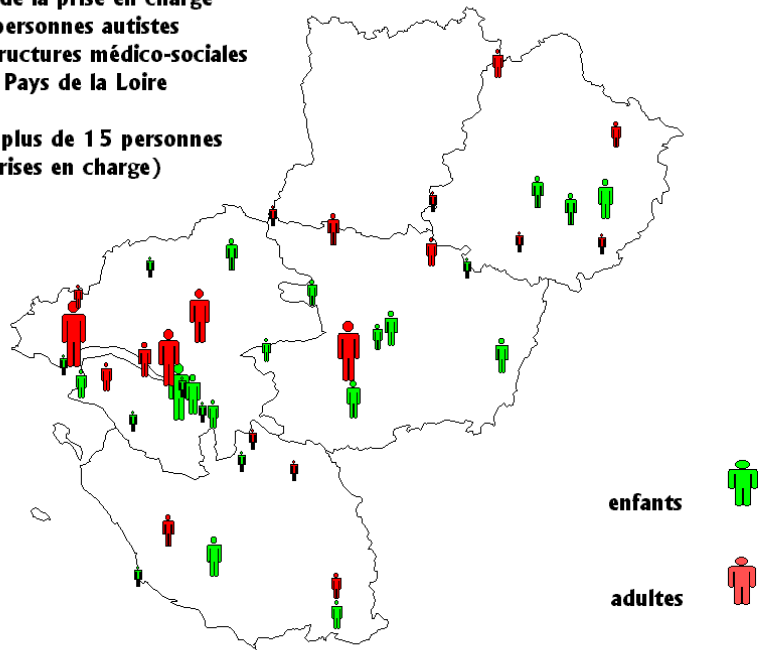 de la prise en charge
personnes autistes
ructures médico-sociales
Pays de la Loire
plus de 15 personnes
rises en charge)
enfants
adultes